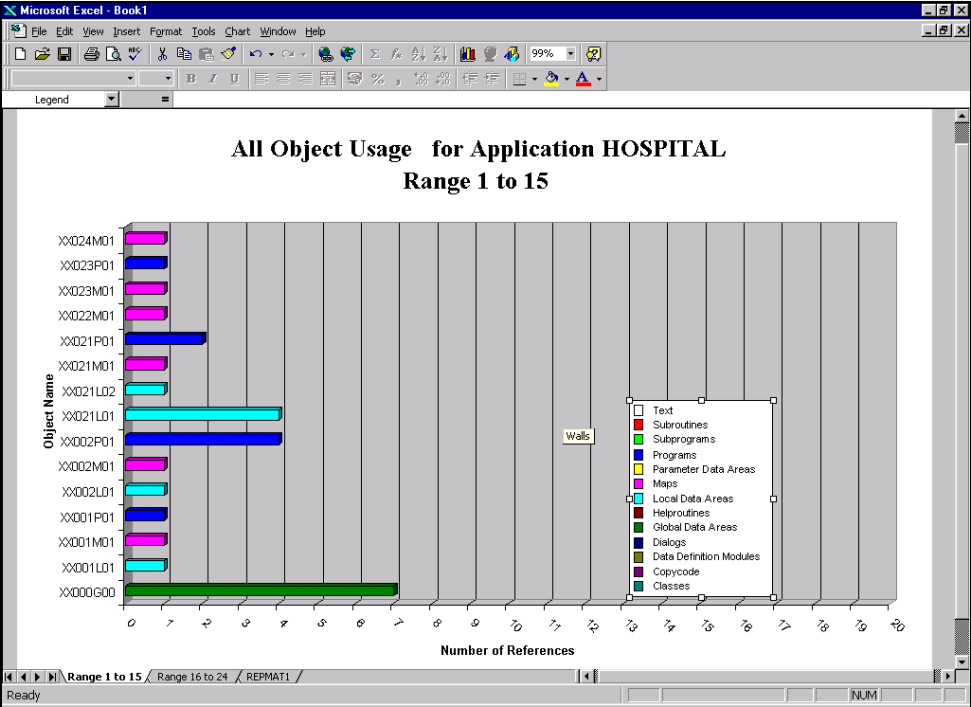 Microsoft Excel - Book1
File Edit View Insert Format Tools Chart Window Help
99%
B I U
Legend =
All Object Usage for Application HOSPITAL
Range 1 to 15
XX024M01
XX023P01
XX023M01
XX022M01
XX021P01
XX021M01
XX021L02
XX021L01
XX002P01
XX002M01
XX002L01
XX001P01
XX001M01
XX001L01
XX000G00
Object Name
Walls
Text
Subroutines
Subprograms
Programs
Parameter Data Areas
Maps
Local Data Areas
Helproutines
Global Data Areas
Dialogs
Data Definition Modules
Copycode
Classes
0 1 2 3 4 5 6 7 8 9 10 11 12 13 14 15 16 17 18 19 20
Number of References
Range 1 to 15 Range 16 to 24 REPMAT1
Ready NUM